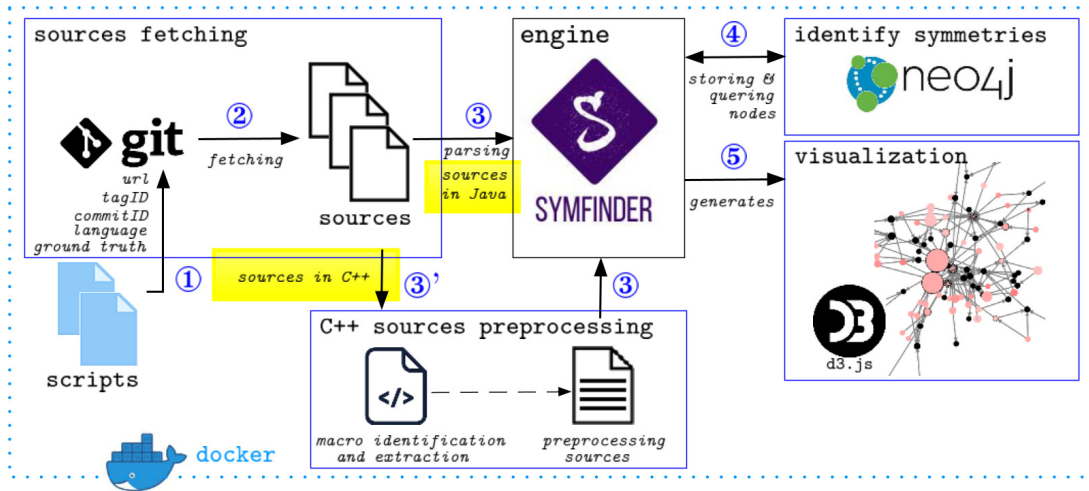 sources fetching
git
url
tagID
commitID
language
ground truth
②
fetching
sources
③
parsing
sources
in Java
engine
SYMFINDER
④
storing &
quering
nodes
identify symmetries
neo4j
⑤
generates
visualization
D3
d3.js
①
scripts
sources in C++
③'
③
C++ sources preprocessing
</>
macro identification
and extraction
preprocessing
sources
docker